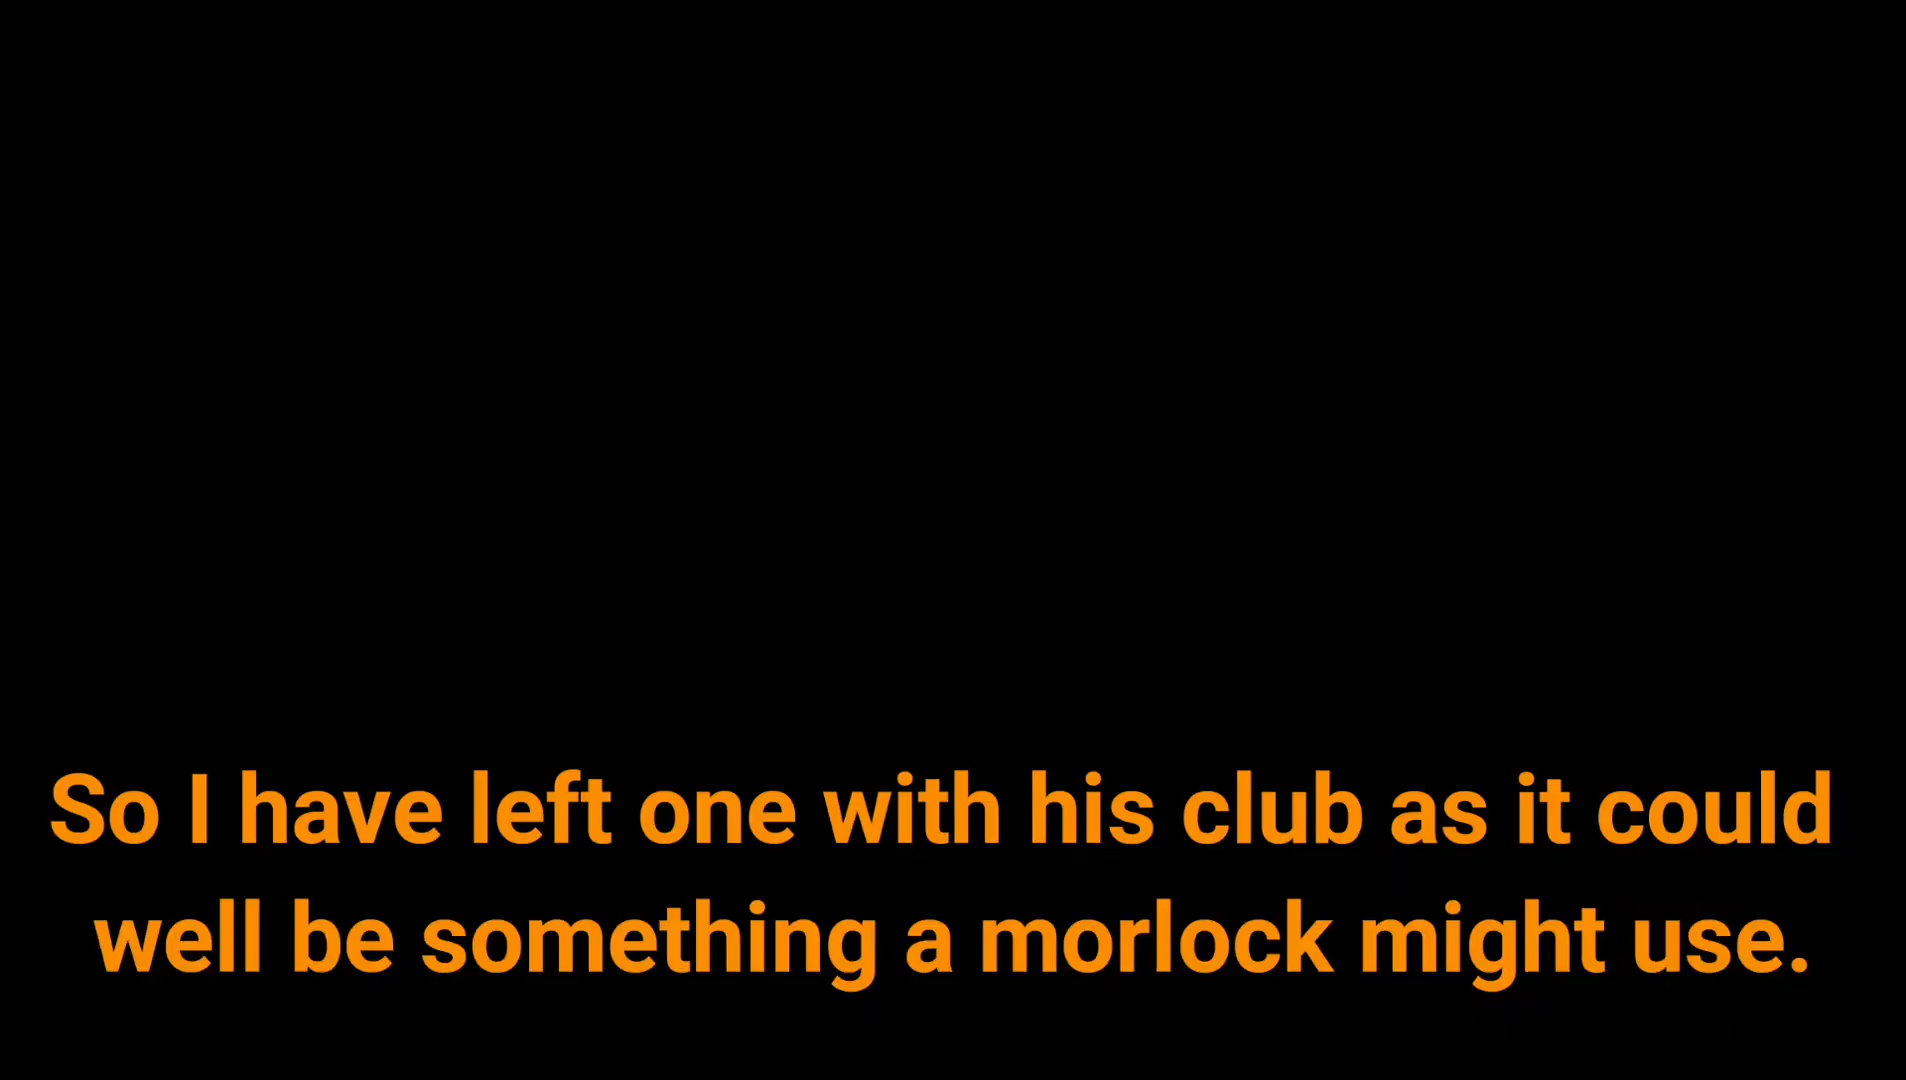 So I have left one with his club as it could
well be something a morlock might use.